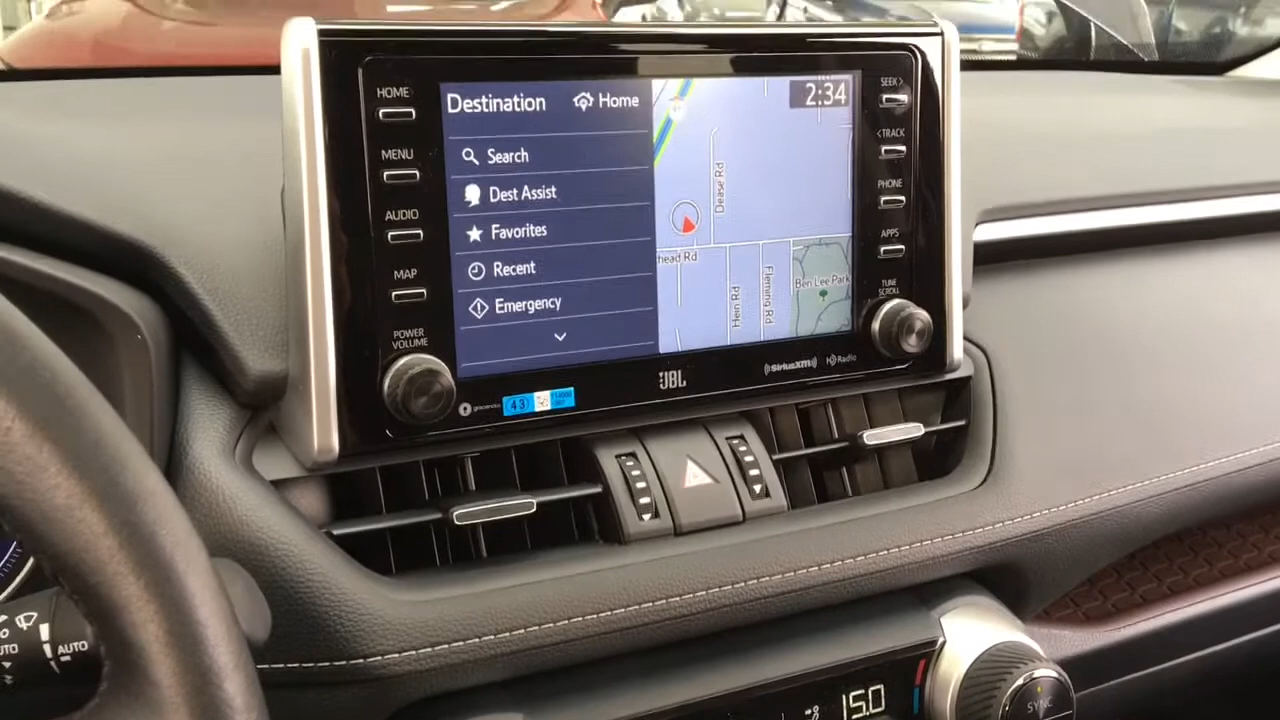 HOME
MENU
AUDIO
MAP
POWER
VOLUME
Destination
Home
Search
Dest Assist
Favorites
Recent
Emergency
2:34
Dease Rd
head Rd
Hein Rd
Fleming Rd
Ben Lee Park
SEEK >
< TRACK
PHONE
APPS
TUNE
SCROLL
gracenote
43
JBL
((SiriusXM))
HD Radio
AUTO
15.0
SYNC